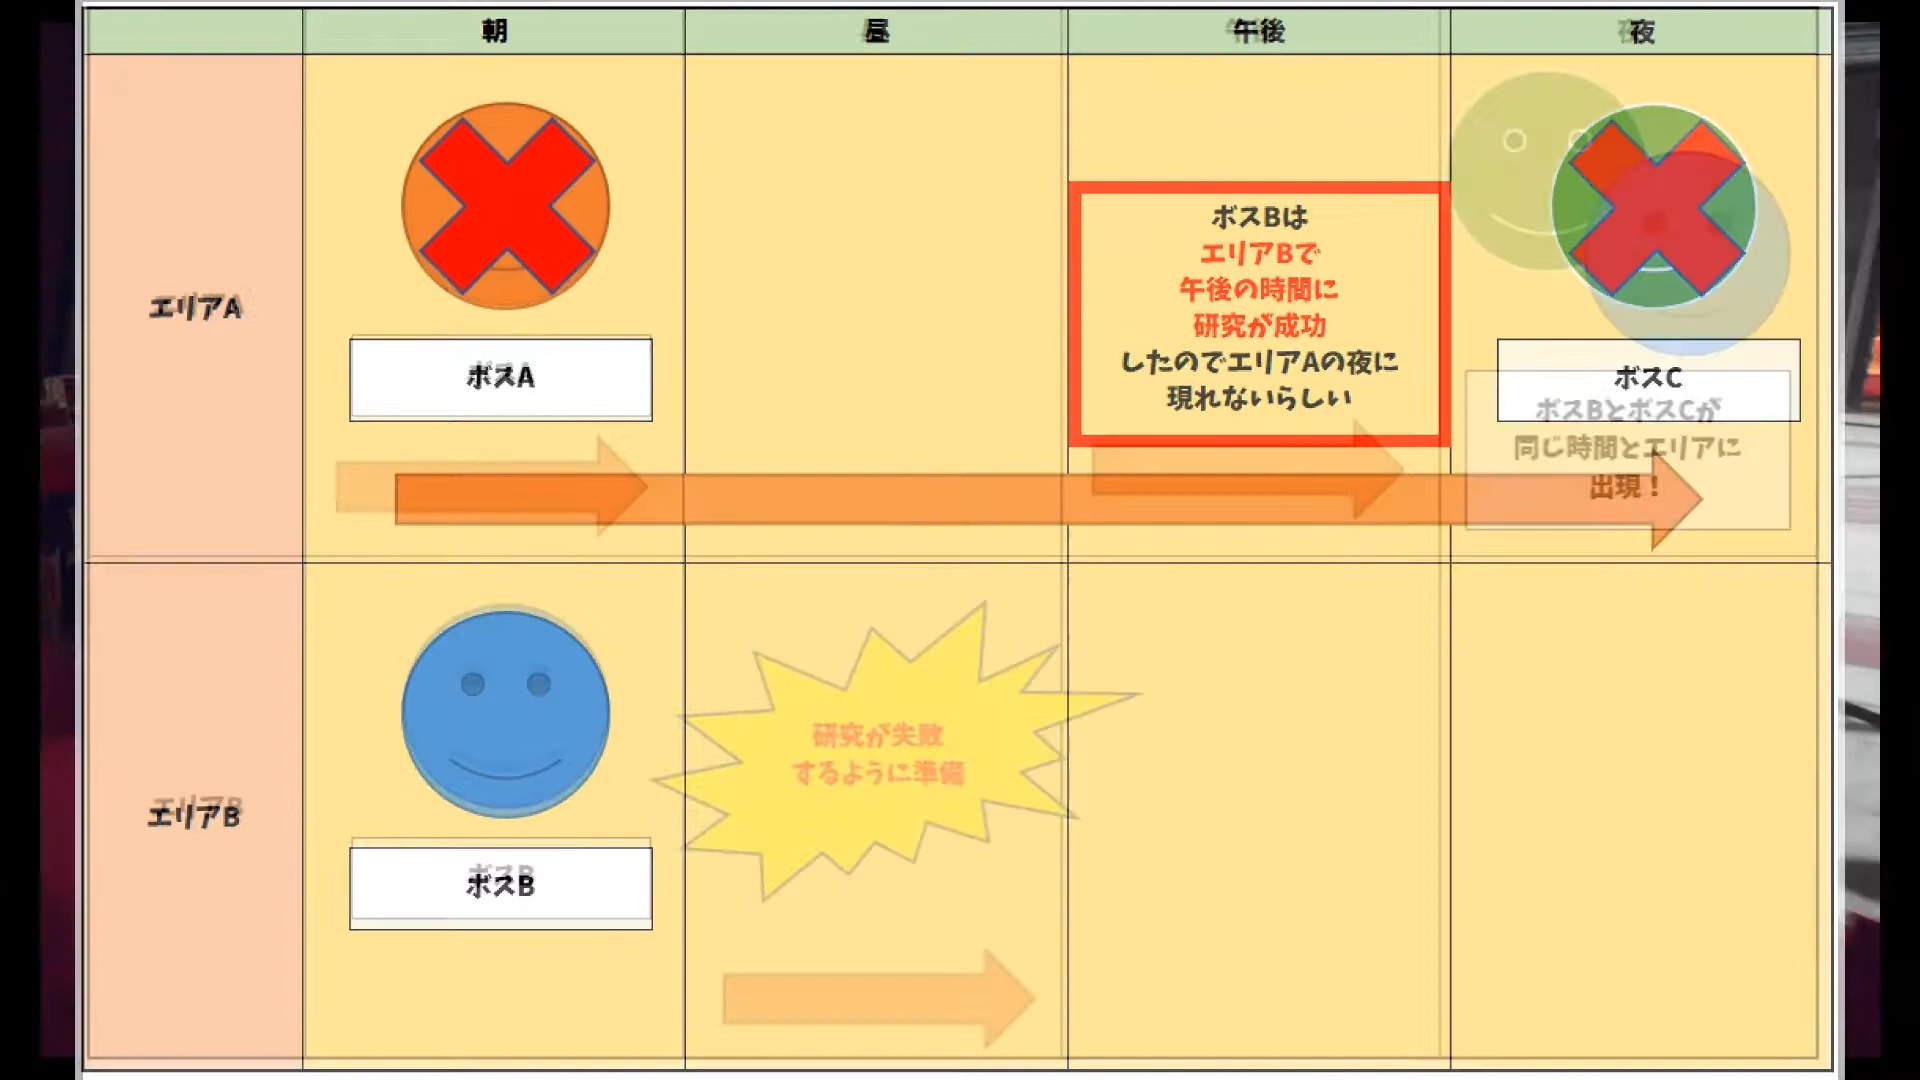 朝
昼
午後
夜
エリアA
ボスA
ボスBは
エリアBで
午後の時間に
研究が成功
したのでエリアAの夜に
現れないらしい
ボスC
ボスBとボスCが
同じ時間とエリアに
出現！
エリアB
ボスB
研究が失敗
するように準備